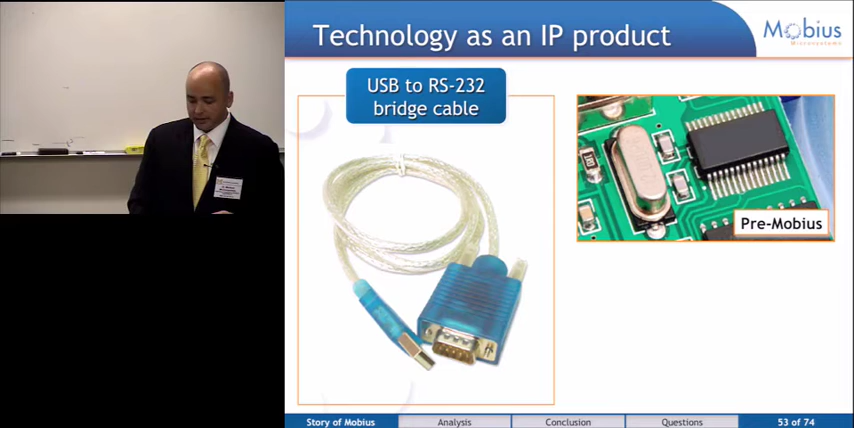 Technology as an IP product
Mobius
Microsystems
USB to RS-232
bridge cable
Pre-Mobius
Story of Mobius
Analysis
Conclusion
Questions
53 of 74